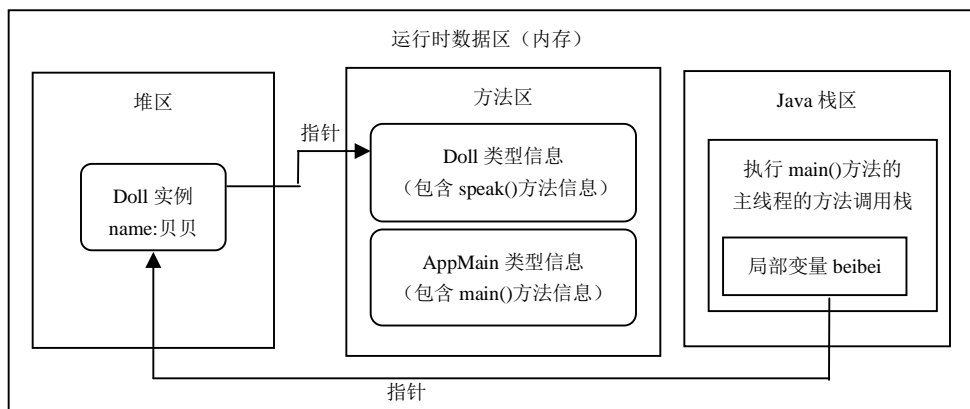 运行时数据区（内存）
堆区
Doll 实例
name:贝贝
指针
方法区
Doll 类型信息
（包含 speak()方法信息）
AppMain 类型信息
（包含 main()方法信息）
Java 栈区
执行 main()方法的
主线程的方法调用栈
局部变量 beibei
指针